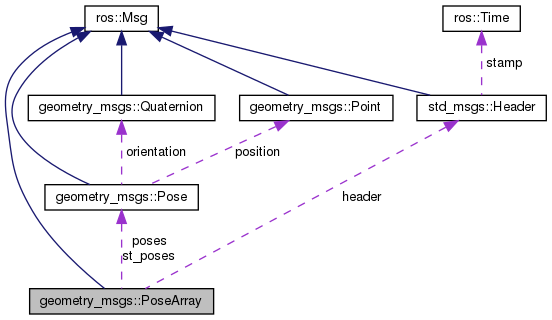 ros::Msg
ros::Time
stamp
geometry_msgs::Quaternion
geometry_msgs::Point
std_msgs::Header
orientation
position
geometry_msgs::Pose
header
poses
st_poses
geometry_msgs::PoseArray